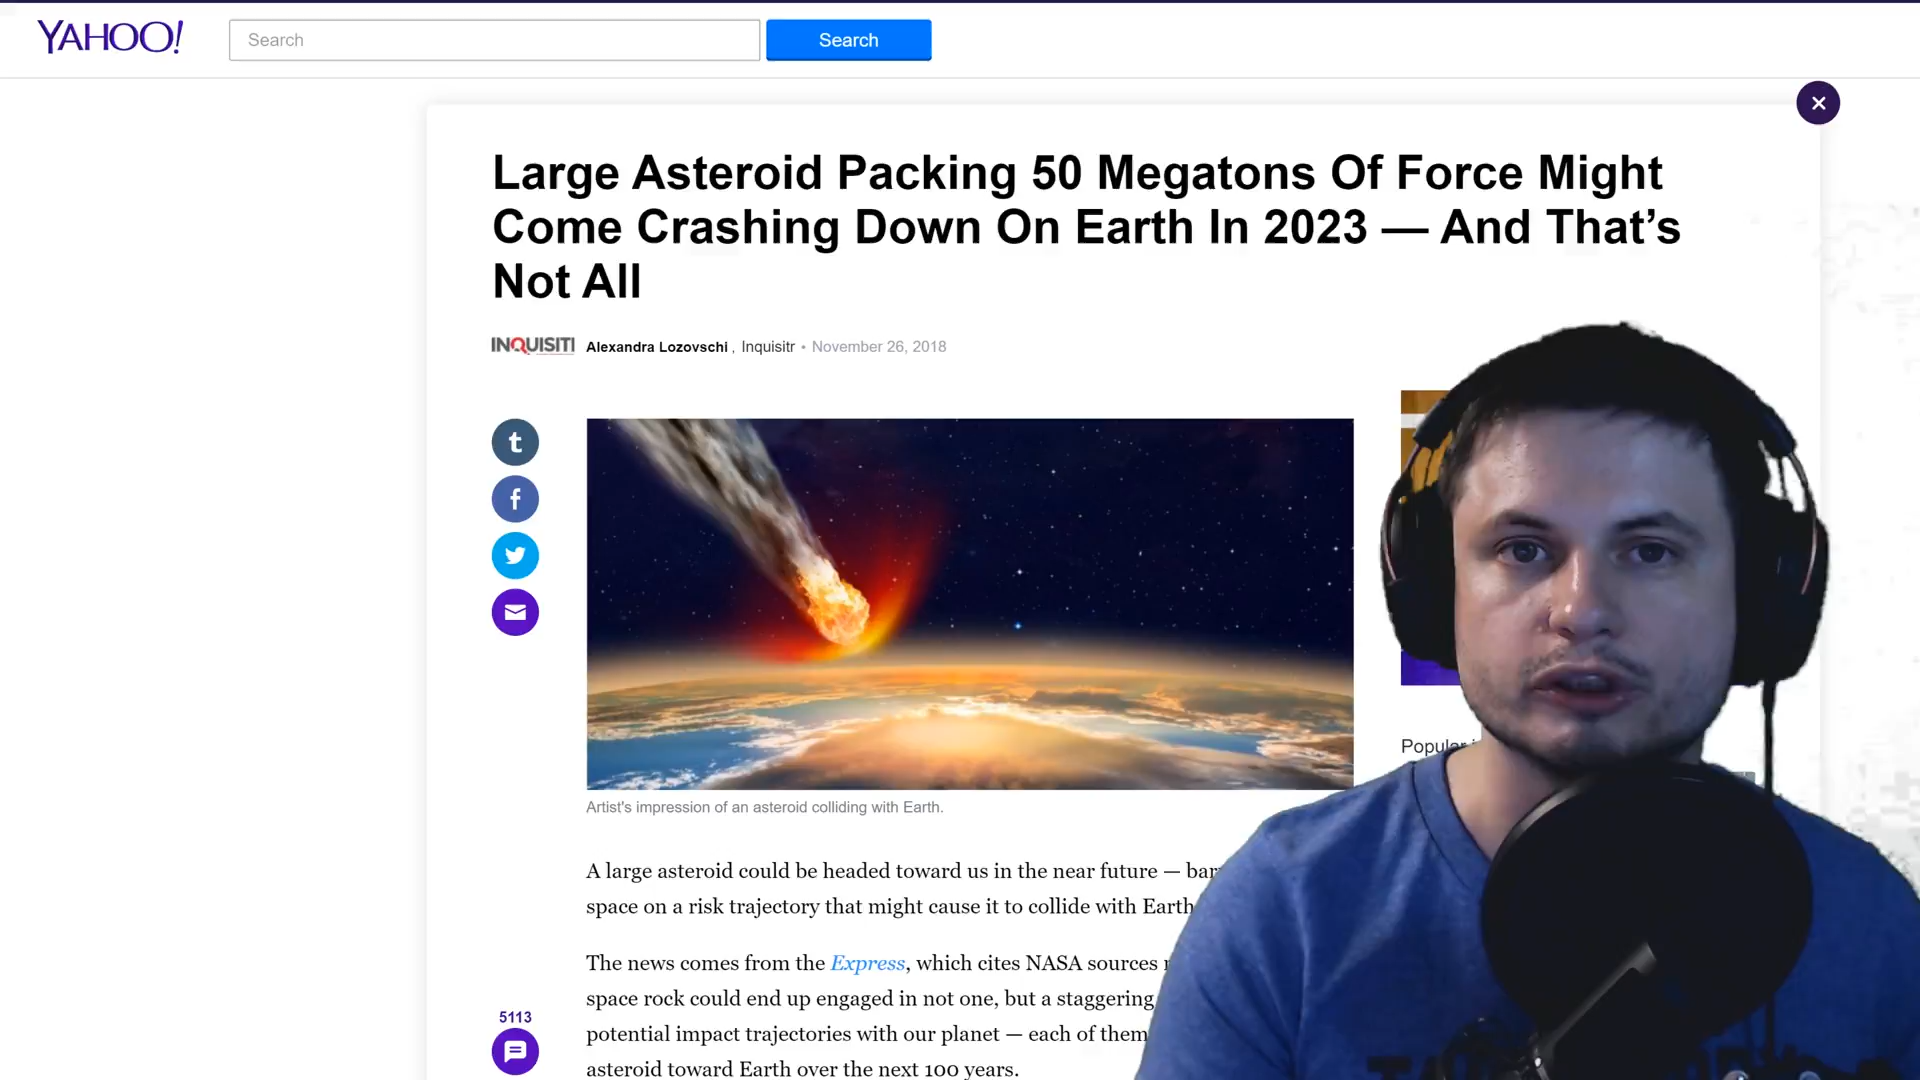 YAHOO!
Search
Search
Large Asteroid Packing 50 Megatons Of Force Might
Come Crashing Down On Earth In 2023 — And That’s
Not All
INQUISITI
Alexandra Lozovschi , Inquisitr • November 26, 2018
Artist's impression of an asteroid colliding with Earth.
Popular
A large asteroid could be headed toward us in the near future —
space on a risk trajectory that might cause it to collide with Earth
The news comes from the Express, which cites NASA sources
space rock could end up engaged in not one, but a staggering
potential impact trajectories with our planet — each of them
asteroid toward Earth over the next 100 years.
5113